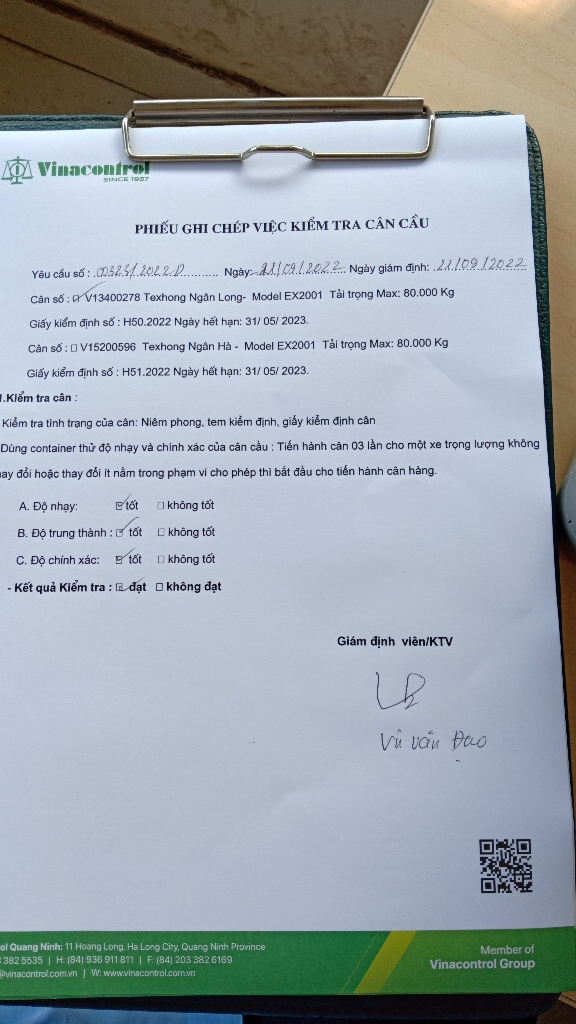 Vinacontrol
SINCE 1957
PHIẾU GHI CHÉP VIỆC KIỂM TRA CÂN CẦU
Yêu cầu số : 00323/2022 D Ngày: 21/09/2022 Ngày giám định: 21/09/2022
Cân số : ☑ V13400278 Texhong Ngân Long- Model EX2001 Tải trọng Max: 80.000 Kg
Giấy kiểm định số : H50.2022 Ngày hết hạn: 31/ 05/ 2023.
Cân số : ☐ V15200596 Texhong Ngân Hà - Model EX2001 Tải trọng Max: 80.000 Kg
Giấy kiểm định số : H51.2022 Ngày hết hạn: 31/ 05/ 2023.
1.Kiểm tra cân :
Kiểm tra tình trạng của cân: Niêm phong, tem kiểm định, giấy kiểm định cân
Dùng container thử độ nhạy và chính xác của cân cầu : Tiến hành cân 03 lần cho một xe trọng lượng không
ay đổi hoặc thay đổi ít nằm trong phạm vi cho phép thì bắt đầu cho tiến hành cân hàng.
A. Độ nhạy: ☑ tốt ☐ không tốt
B. Độ trung thành : ☑ tốt ☐ không tốt
C. Độ chính xác: ☑ tốt ☐ không tốt
- Kết quả Kiểm tra : ☑ đạt ☐ không đạt
Giám định viên/KTV
Vũ Văn Đạo
ol Quang Ninh: 11 Hoang Long, Ha Long City, Quang Ninh Province
382 5535 | H: (84) 936 911 811 | F: (84) 203 382 6169
@vinacontrol.com.vn | W: www.vinacontrol.com.vn
Member of
Vinacontrol Group